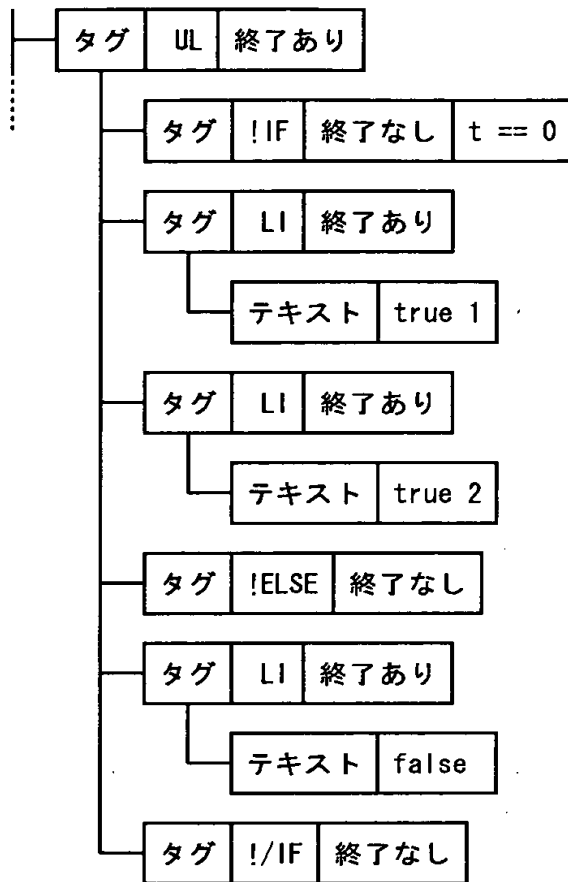 タグ UL 終了あり
タグ !IF 終了なし t == 0
タグ LI 終了あり
テキスト true 1
タグ LI 終了あり
テキスト true 2
タグ !ELSE 終了なし
タグ LI 終了あり
テキスト false
タグ !/IF 終了なし